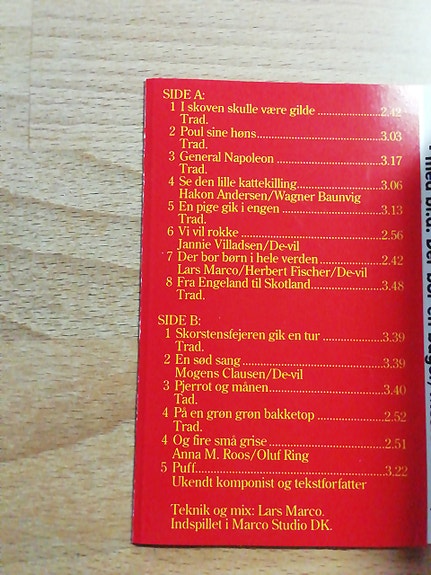 SIDE A:
1 I skoven skulle være gilde ..................2.42
Trad.
2 Poul sine høns.......................................3.03
Trad.
3 General Napoleon .................................3.17
Trad.
4 Se den lille kattekilling..........................3.06
Hakon Andersen/Wagner Baunvig
5 En pige gik i engen ...............................3.13
Trad.
6 Vi vil rokke ............................................2.56
Jannie Villadsen/De-vil
7 Der bor børn i hele verden ...................2.42
Lars Marco/Herbert Fischer/De-vil
8 Fra Engeland til Skotland......................3.48
Trad.
SIDE B:
1 Skorstensfejeren gik en tur ..................3.39
Trad.
2 En sød sang ...........................................3.39
Mogens Clausen/De-vil
3 Pjerrot og månen ..................................3.40
Tad.
4 På en grøn grøn bakketop ....................2.52
Trad.
4 Og fire små grise ...................................2.51
Anna M. Roos/Oluf Ring
5 Puff.........................................................3.22
Ukendt komponist og tekstforfatter
Teknik og mix: Lars Marco.
Indspillet i Marco Studio DK.